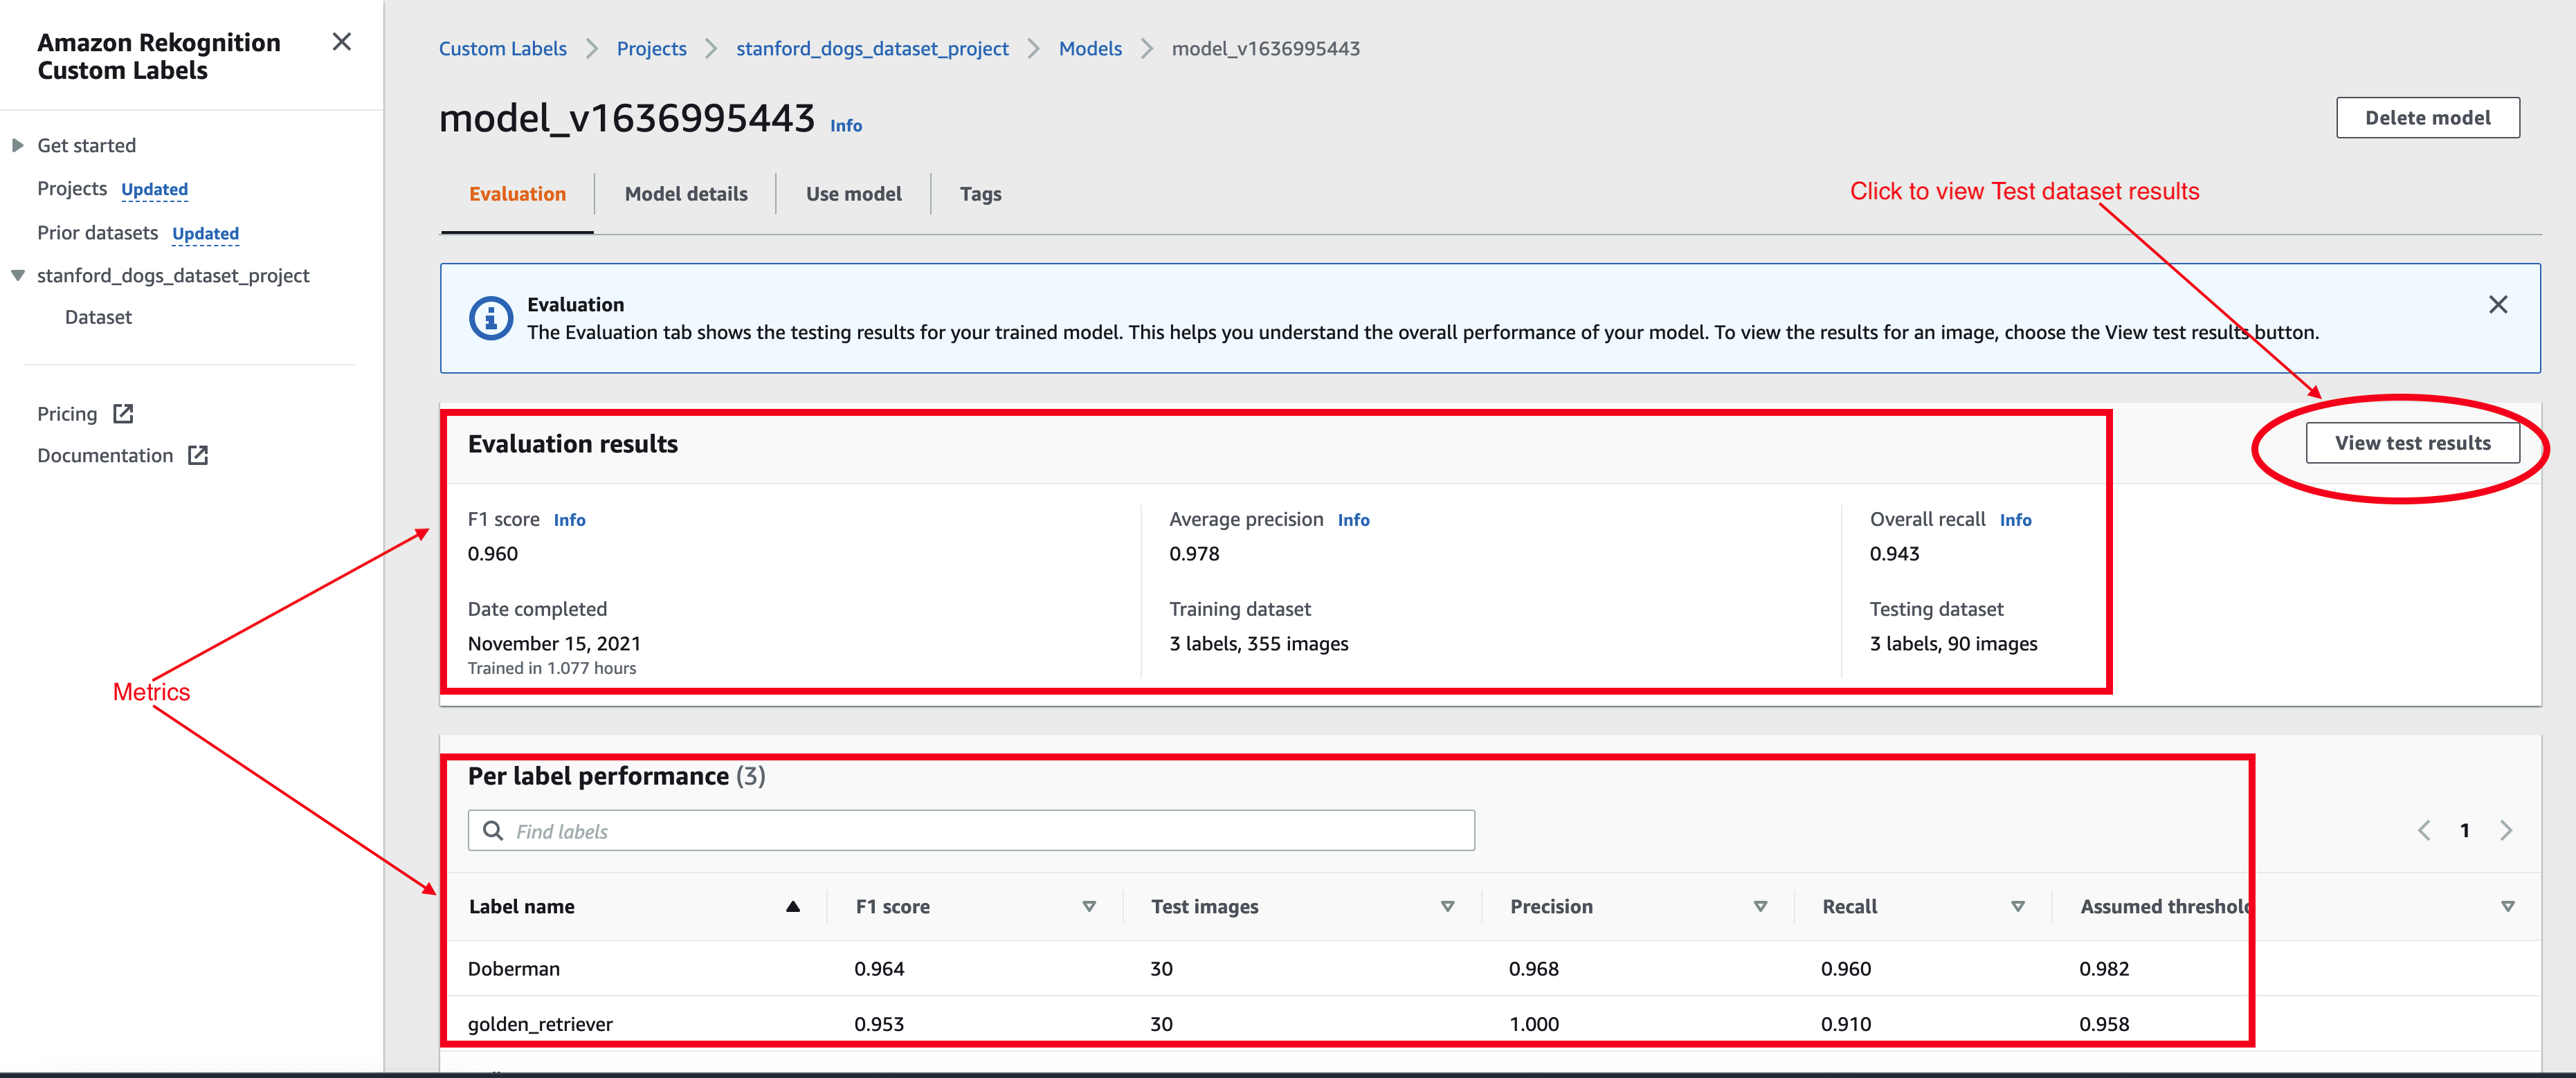 Amazon Rekognition
Custom Labels
Get started
Projects Updated
Prior datasets Updated
stanford_dogs_dataset_project
Dataset
Pricing
Documentation
Metrics
Custom Labels Projects stanford_dogs_dataset_project Models model_v1636995443
model_v1636995443 Info
Delete model
Evaluation Model details Use model Tags
Click to view Test dataset results
Evaluation
The Evaluation tab shows the testing results for your trained model. This helps you understand the overall performance of your model. To view the results for an image, choose the View test results button.
Evaluation results
View test results
F1 score Info
0.960
Average precision Info
0.978
Overall recall Info
0.943
Date completed
November 15, 2021
Trained in 1.077 hours
Training dataset
3 labels, 355 images
Testing dataset
3 labels, 90 images
Per label performance (3)
Find labels
1
Label name F1 score Test images Precision Recall Assumed threshold
Doberman 0.964 30 0.968 0.960 0.982
golden_retriever 0.953 30 1.000 0.910 0.958